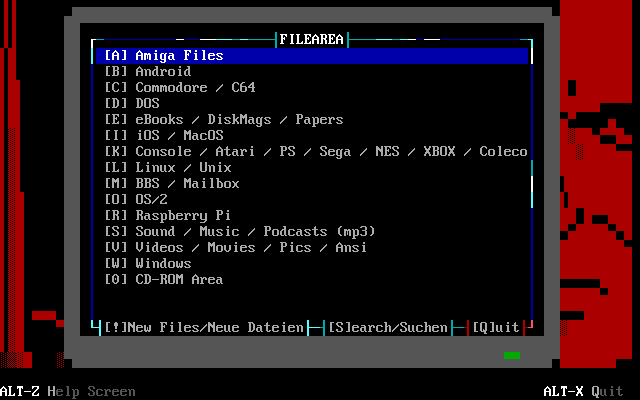 FILEAREA
[A] Amiga Files
[B] Android
[C] Commodore / C64
[D] DOS
[E] eBooks / DiskMags / Papers
[I] iOS / MacOS
[K] Console / Atari / PS / Sega / NES / XBOX / Coleco
[L] Linux / Unix
[M] BBS / Mailbox
[O] OS/2
[R] Raspberry Pi
[S] Sound / Music / Podcasts (mp3)
[V] Videos / Movies / Pics / Ansi
[W] Windows
[0] CD-ROM Area
[!]New Files/Neue Dateien [S]earch/Suchen [Q]uit
ALT-Z Help Screen ALT-X Quit